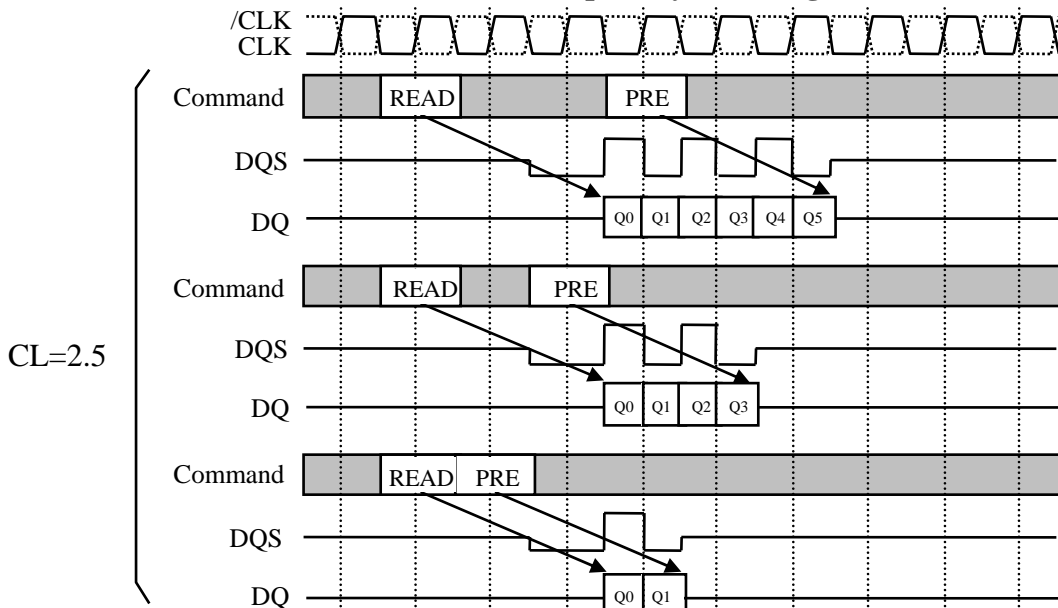 /CLK
CLK
Command READ PRE
DQS
DQ Q0 Q1 Q2 Q3 Q4 Q5
Command READ PRE
CL=2.5
DQS
DQ Q0 Q1 Q2 Q3
Command READ PRE
DQS
DQ Q0 Q1